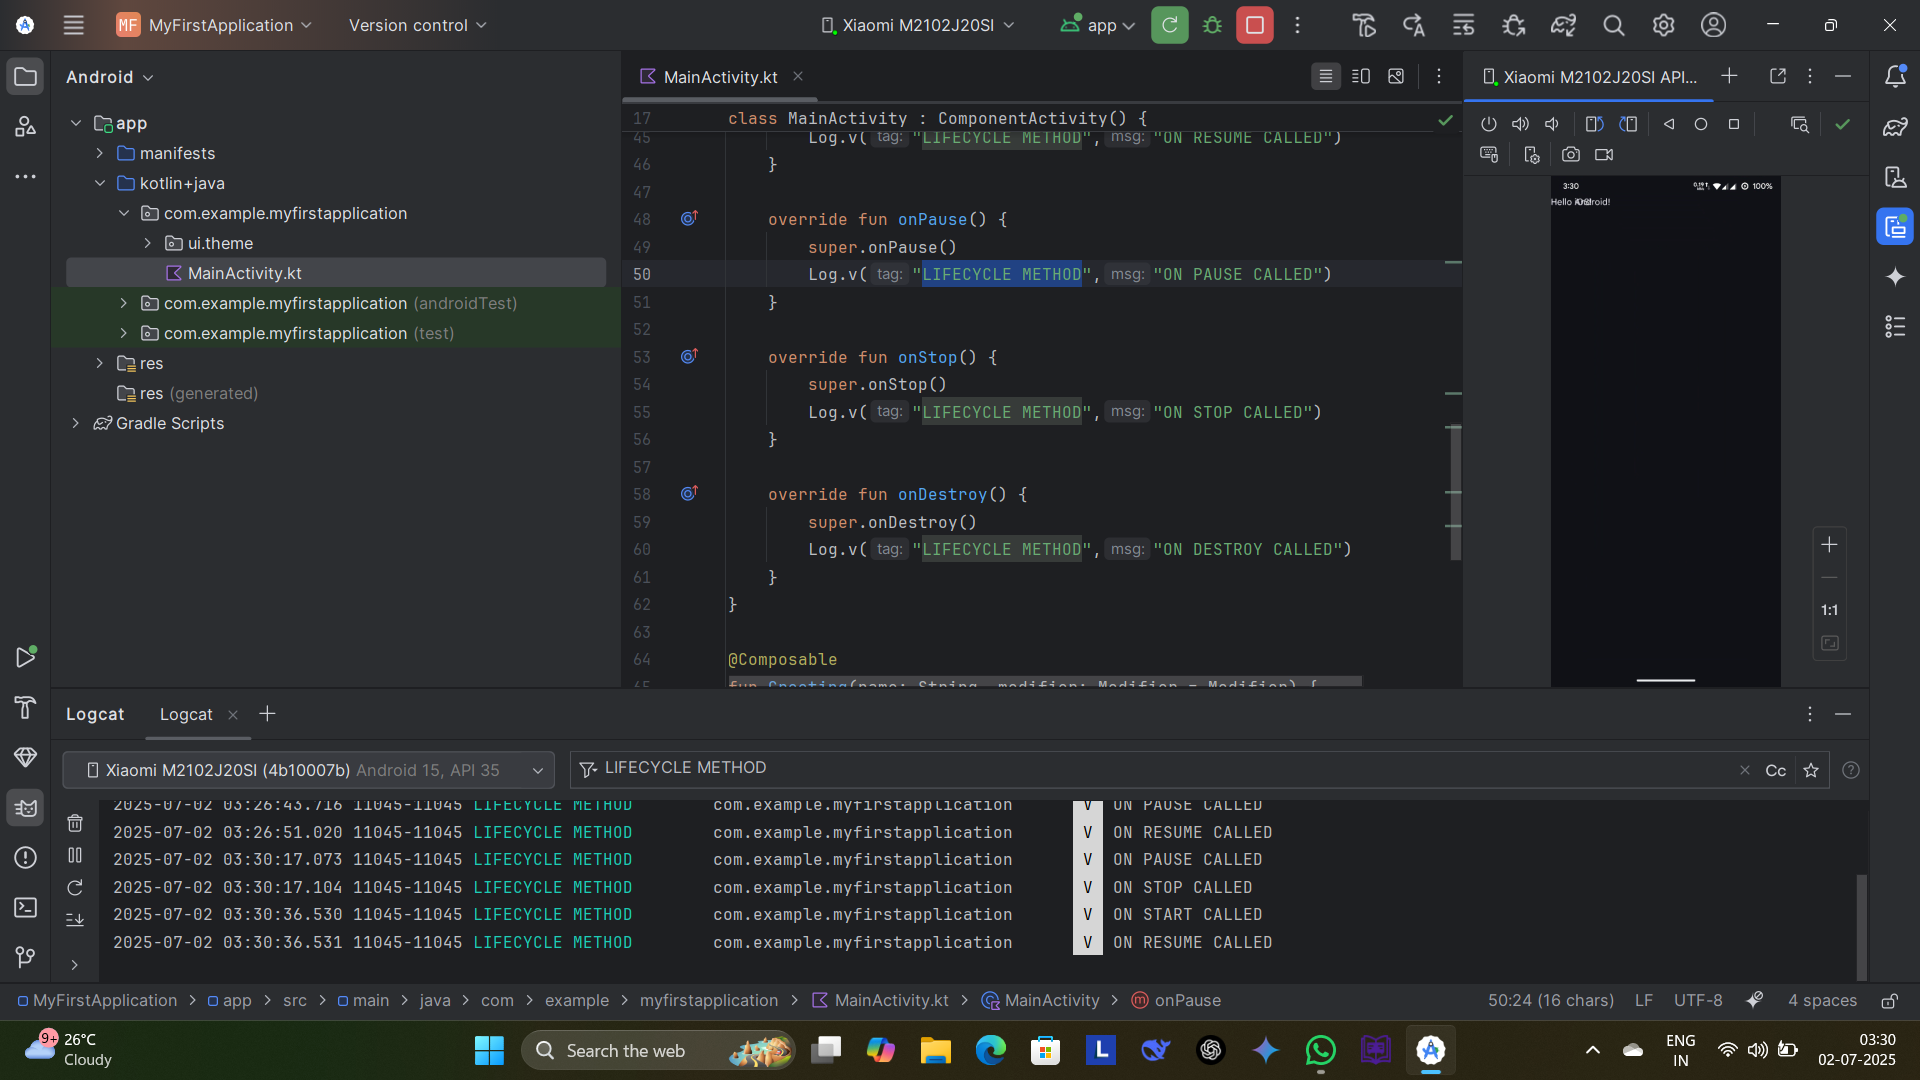 MF MyFirstApplication Version control Xiaomi M2102J20SI app
Android
app
manifests
kotlin+java
com.example.myfirstapplication
ui.theme
MainActivity.kt
com.example.myfirstapplication (androidTest)
com.example.myfirstapplication (test)
res
res (generated)
Gradle Scripts
MainActivity.kt
17 class MainActivity : ComponentActivity() {
45 Log.v( tag: "LIFECYCLE METHOD", msg: "ON RESUME CALLED")
46 }
47
48 override fun onPause() {
49 super.onPause()
50 Log.v( tag: "LIFECYCLE METHOD", msg: "ON PAUSE CALLED")
51 }
52
53 override fun onStop() {
54 super.onStop()
55 Log.v( tag: "LIFECYCLE METHOD", msg: "ON STOP CALLED")
56 }
57
58 override fun onDestroy() {
59 super.onDestroy()
60 Log.v( tag: "LIFECYCLE METHOD", msg: "ON DESTROY CALLED")
61 }
62 }
63
64 @Composable
65 fun Greeting(name: String, modifier: Modifier = Modifier) {
Xiaomi M2102J20SI API...
3:30 100%
Hello Android!
1:1
Logcat Logcat
Xiaomi M2102J20SI (4b10007b) Android 15, API 35 LIFECYCLE METHOD Cc
2025-07-02 03:26:43.716 11045-11045 LIFECYCLE METHOD com.example.myfirstapplication V ON PAUSE CALLED
2025-07-02 03:26:51.020 11045-11045 LIFECYCLE METHOD com.example.myfirstapplication V ON RESUME CALLED
2025-07-02 03:30:17.073 11045-11045 LIFECYCLE METHOD com.example.myfirstapplication V ON PAUSE CALLED
2025-07-02 03:30:17.104 11045-11045 LIFECYCLE METHOD com.example.myfirstapplication V ON STOP CALLED
2025-07-02 03:30:36.530 11045-11045 LIFECYCLE METHOD com.example.myfirstapplication V ON START CALLED
2025-07-02 03:30:36.531 11045-11045 LIFECYCLE METHOD com.example.myfirstapplication V ON RESUME CALLED
MyFirstApplication > app > src > main > java > com > example > myfirstapplication > MainActivity.kt > MainActivity > onPause 50:24 (16 chars) LF UTF-8 4 spaces
9+ 26°C
Cloudy
Search the web
L
ENG
IN
03:30
02-07-2025